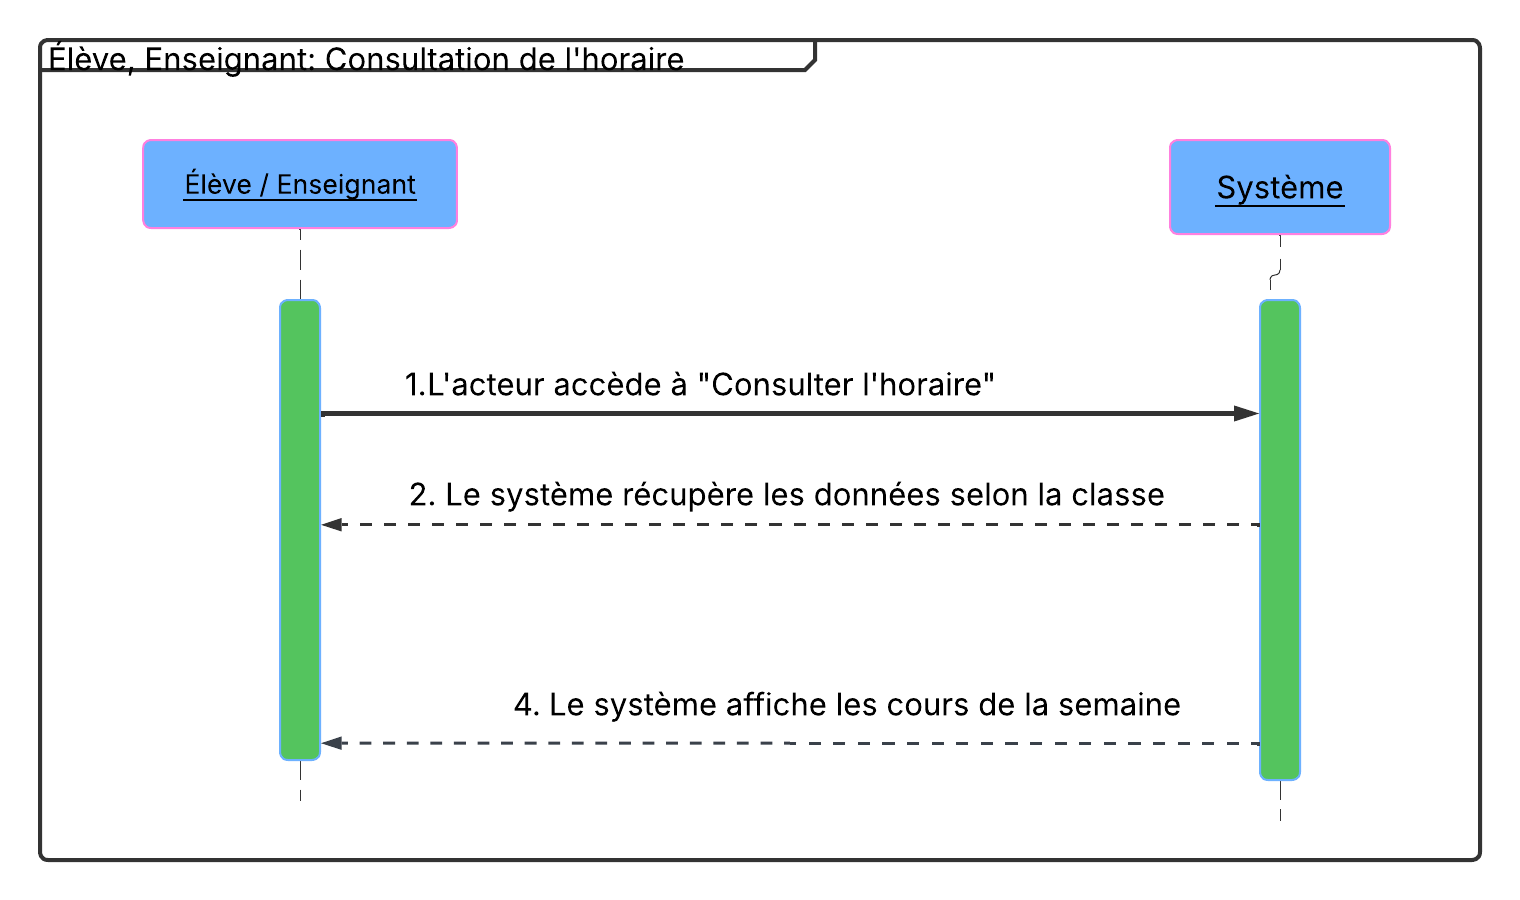 Élève, Enseignant: Consultation de l'horaire
Élève / Enseignant
Système
1.L'acteur accède à "Consulter l'horaire"
2. Le système récupère les données selon la classe
4. Le système affiche les cours de la semaine